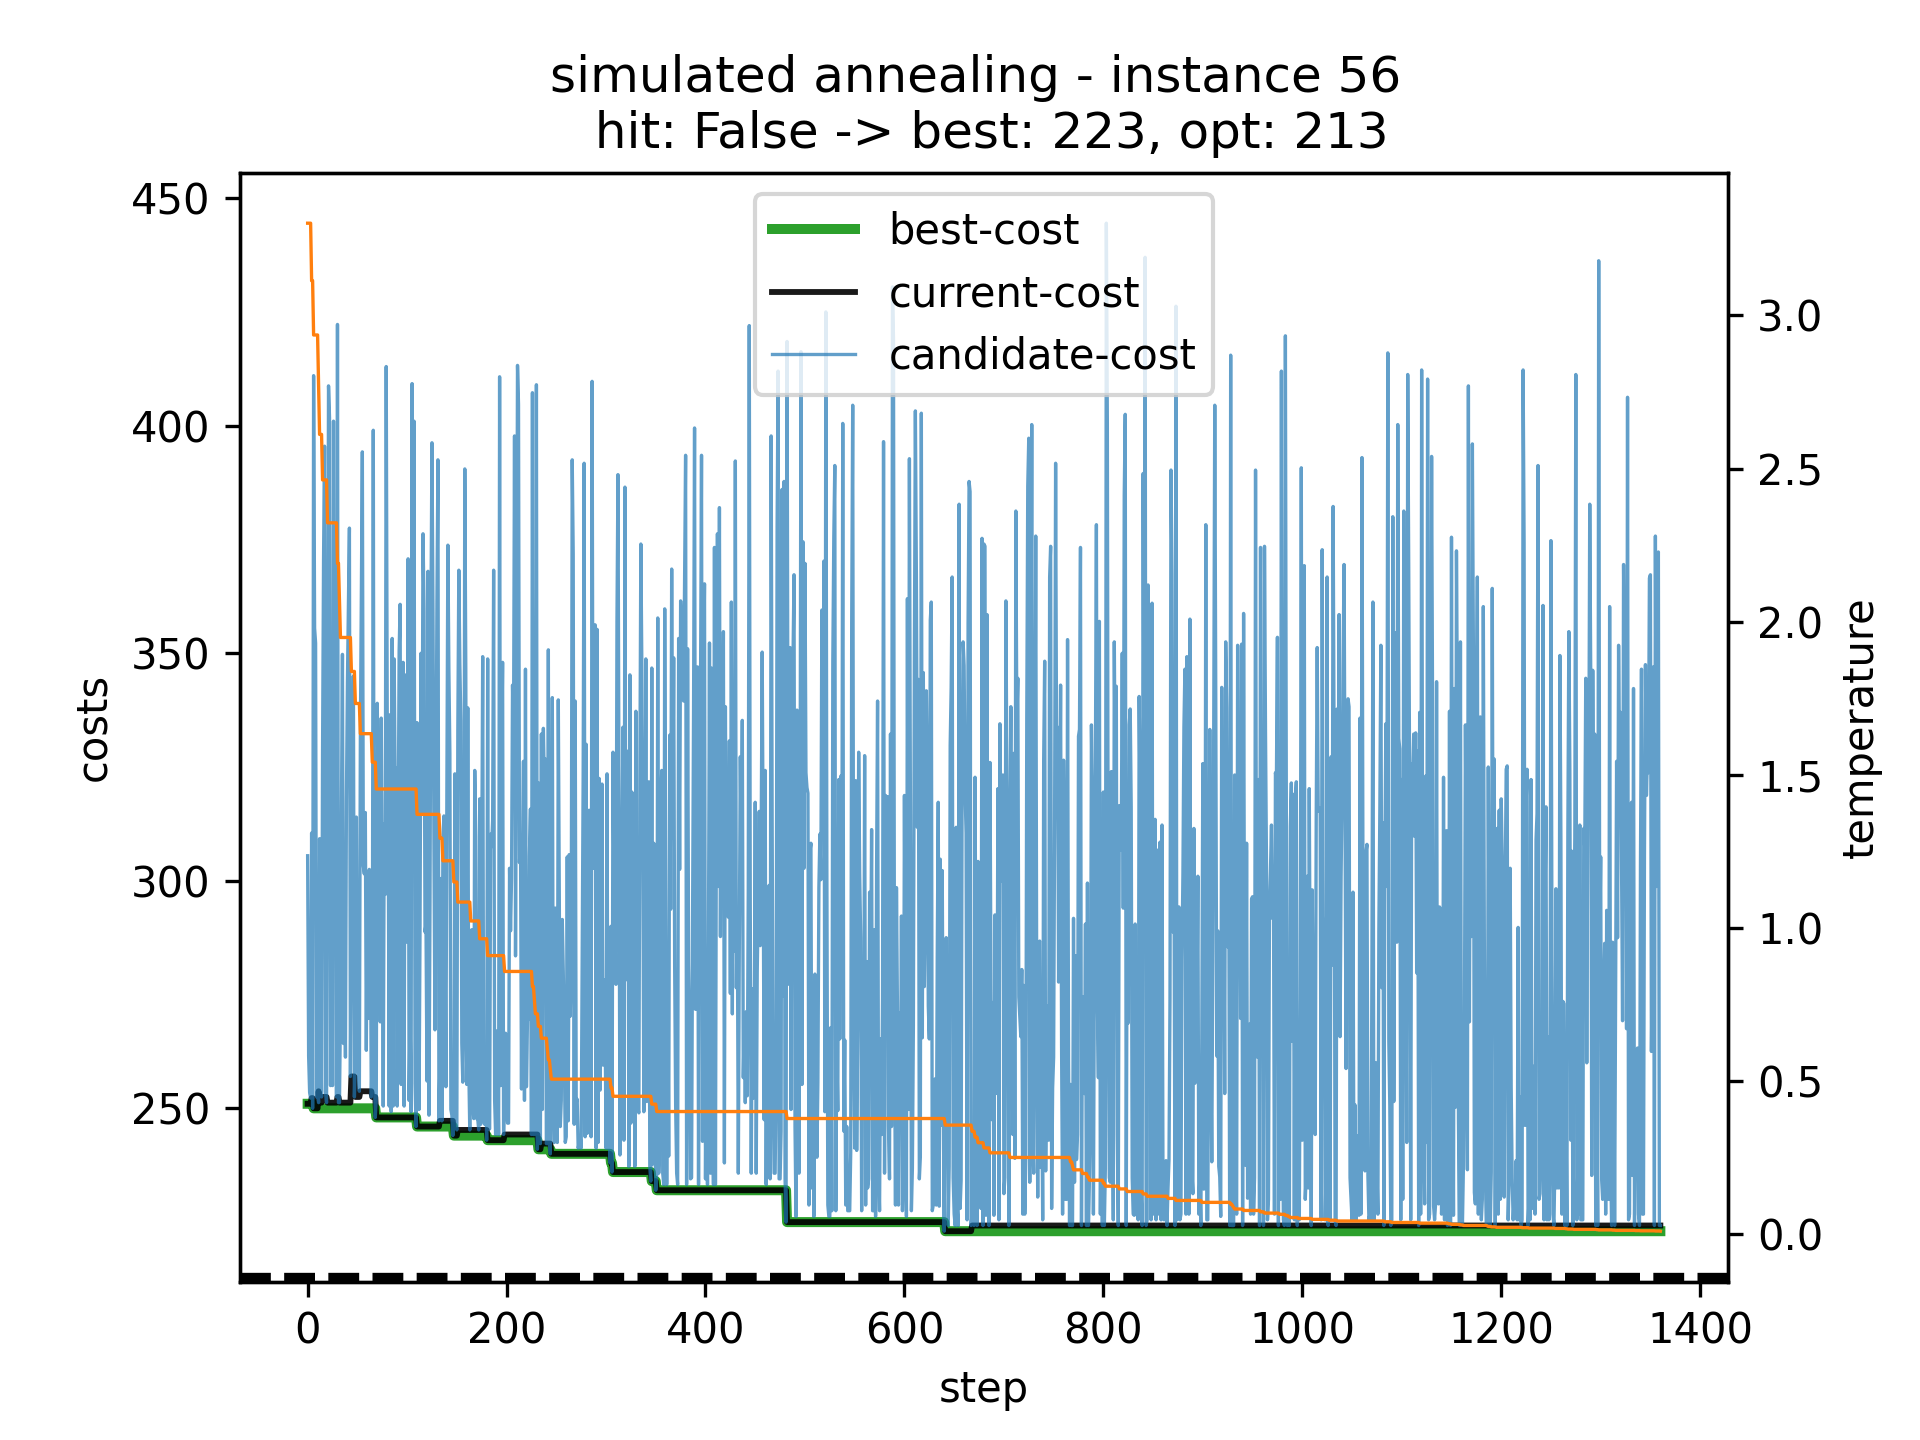 simulated annealing - instance 56
hit: False -> best: 223, opt: 213
best-cost
current-cost
candidate-cost
costs
450
400
350
300
250
temperature
3.0
2.5
2.0
1.5
1.0
0.5
0.0
0 200 400 600 800 1000 1200 1400
step